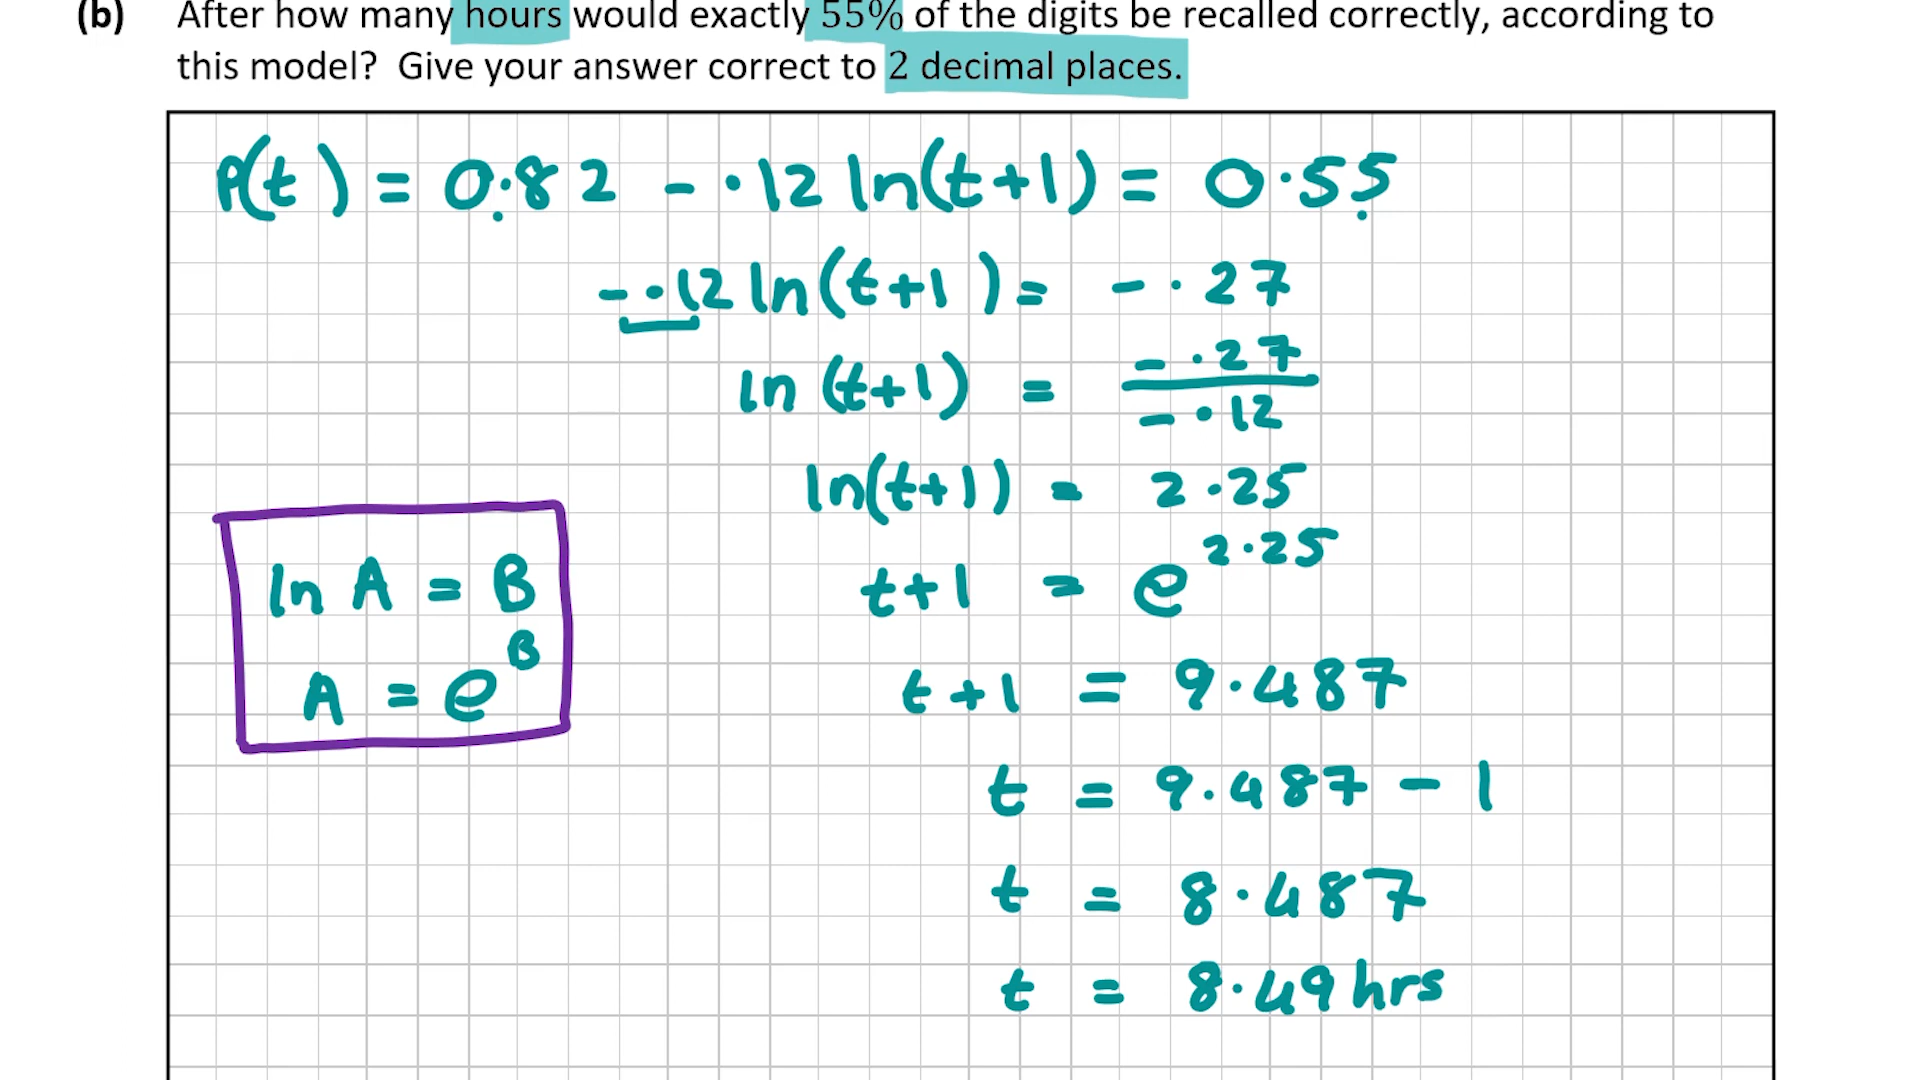 (b) After how many hours would exactly 55% of the digits be recalled correctly, according to
this model? Give your answer correct to 2 decimal places.
P(t) = 0.82 - .12 ln(t+1) = 0.55
- .12 ln(t+1) = - .27
ln (t+1) = - .27 / - .12
ln(t+1) = 2.25
t+1 = e^2.25
t+1 = 9.487
t = 9.487 - 1
t = 8.487
t = 8.49 hrs
ln A = B
A = e^B